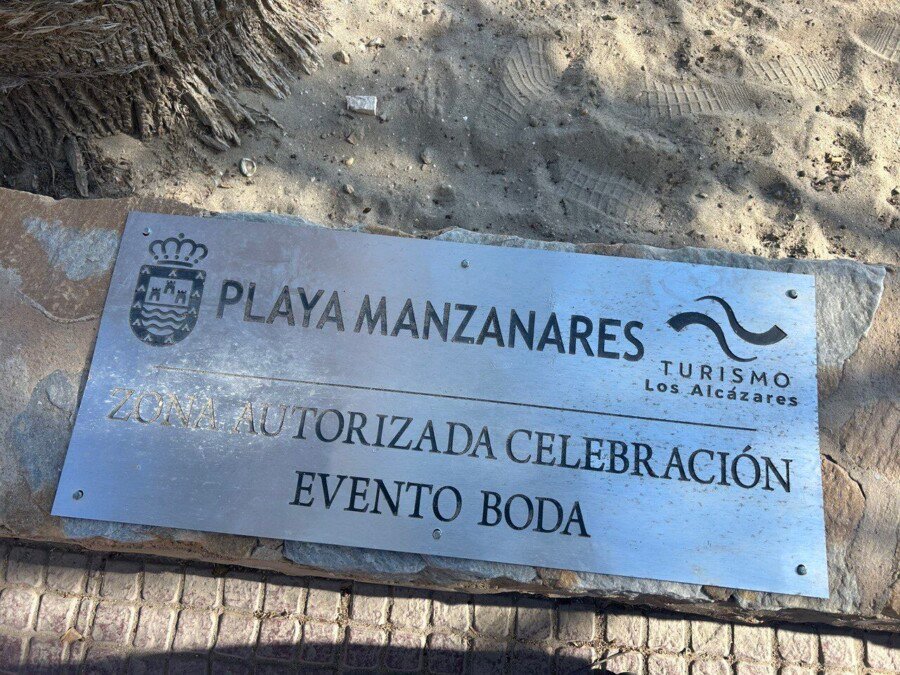 PLAYA MANZANARES
TURISMO
Los Alcázares
ZONA AUTORIZADA CELEBRACIÓN
EVENTO BODA